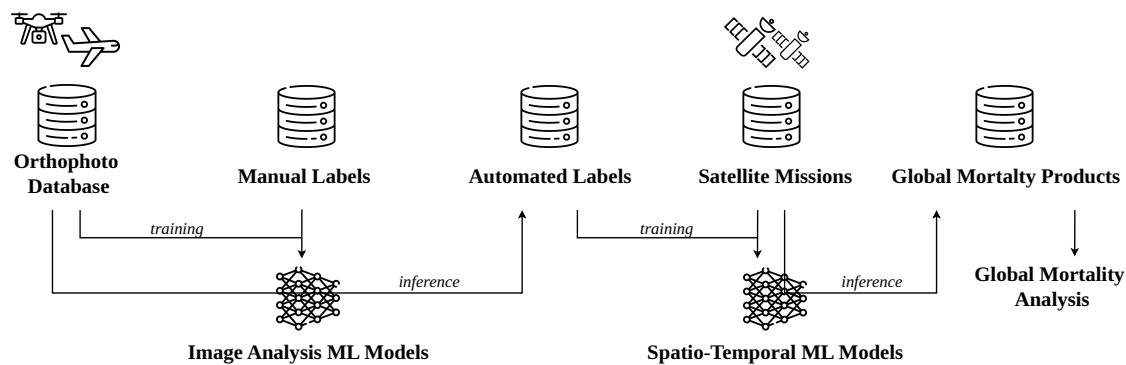 Orthophoto
Database
Manual Labels
Automated Labels
Satellite Missions
Global Mortalty Products
training
training
inference
inference
Global Mortality
Analysis
Image Analysis ML Models
Spatio-Temporal ML Models